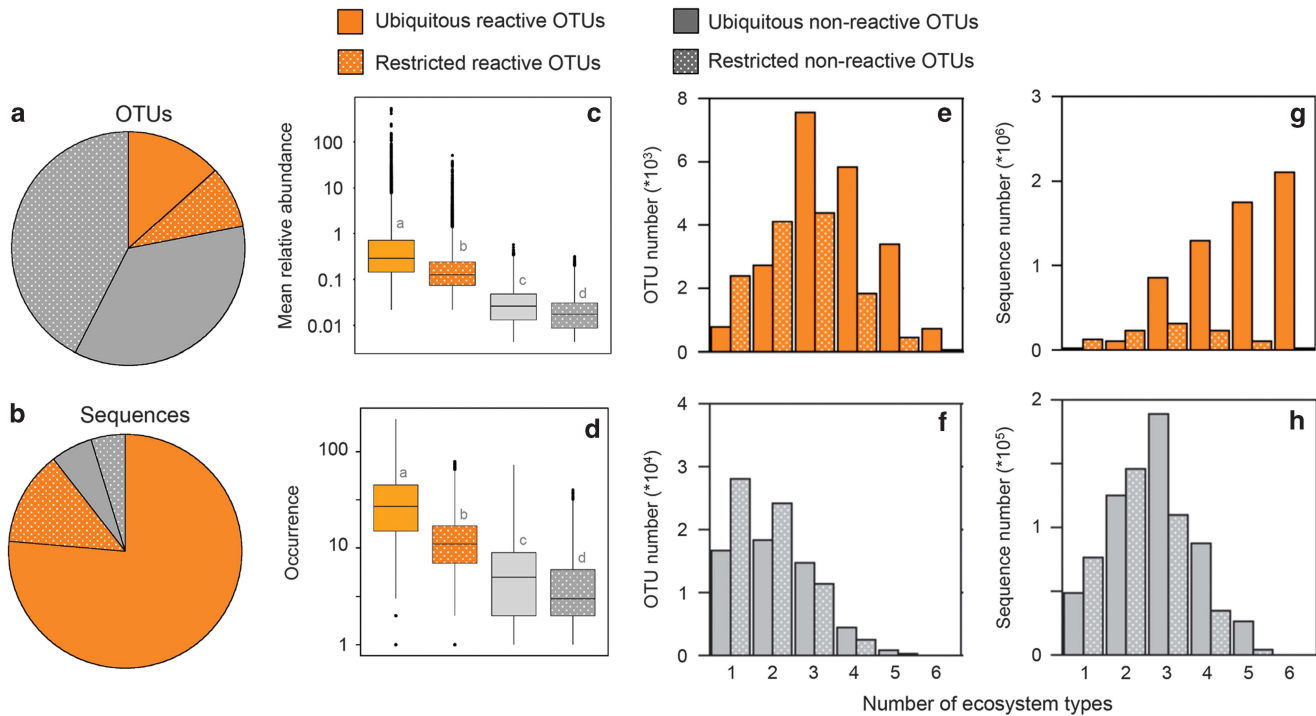 Ubiquitous reactive OTUs
Restricted reactive OTUs
Ubiquitous non-reactive OTUs
Restricted non-reactive OTUs
a
OTUs
b
Sequences
c
Mean relative abundance
100
10
1
0.1
0.01
a
b
c
d
d
Occurrence
100
10
1
a
b
c
d
e
OTU number (*10³)
8
6
4
2
0
f
OTU number (*10⁴)
4
3
2
1
0
1 2 3 4 5 6
g
Sequence number (*10⁶)
3
2
1
0
h
Sequence number (*10⁵)
2
1
0
1 2 3 4 5 6
Number of ecosystem types